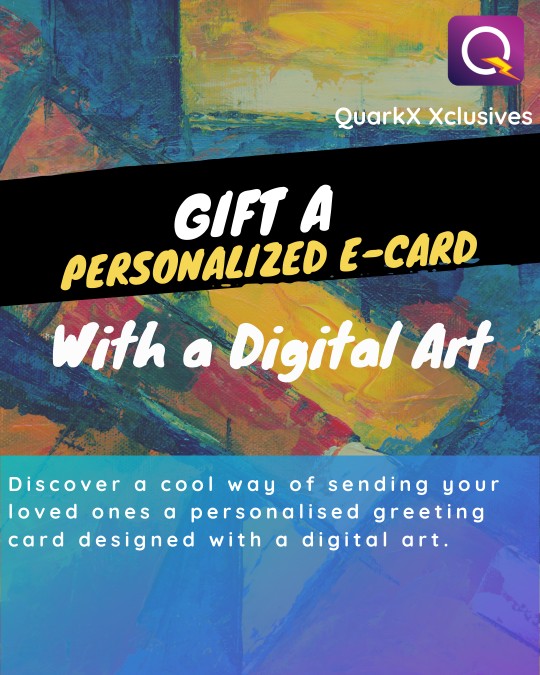 Q
QuarkX Xclusives
GIFT A
PERSONALIZED E-CARD
With a Digital Art
Discover a cool way of sending your
loved ones a personalised greeting
card designed with a digital art.